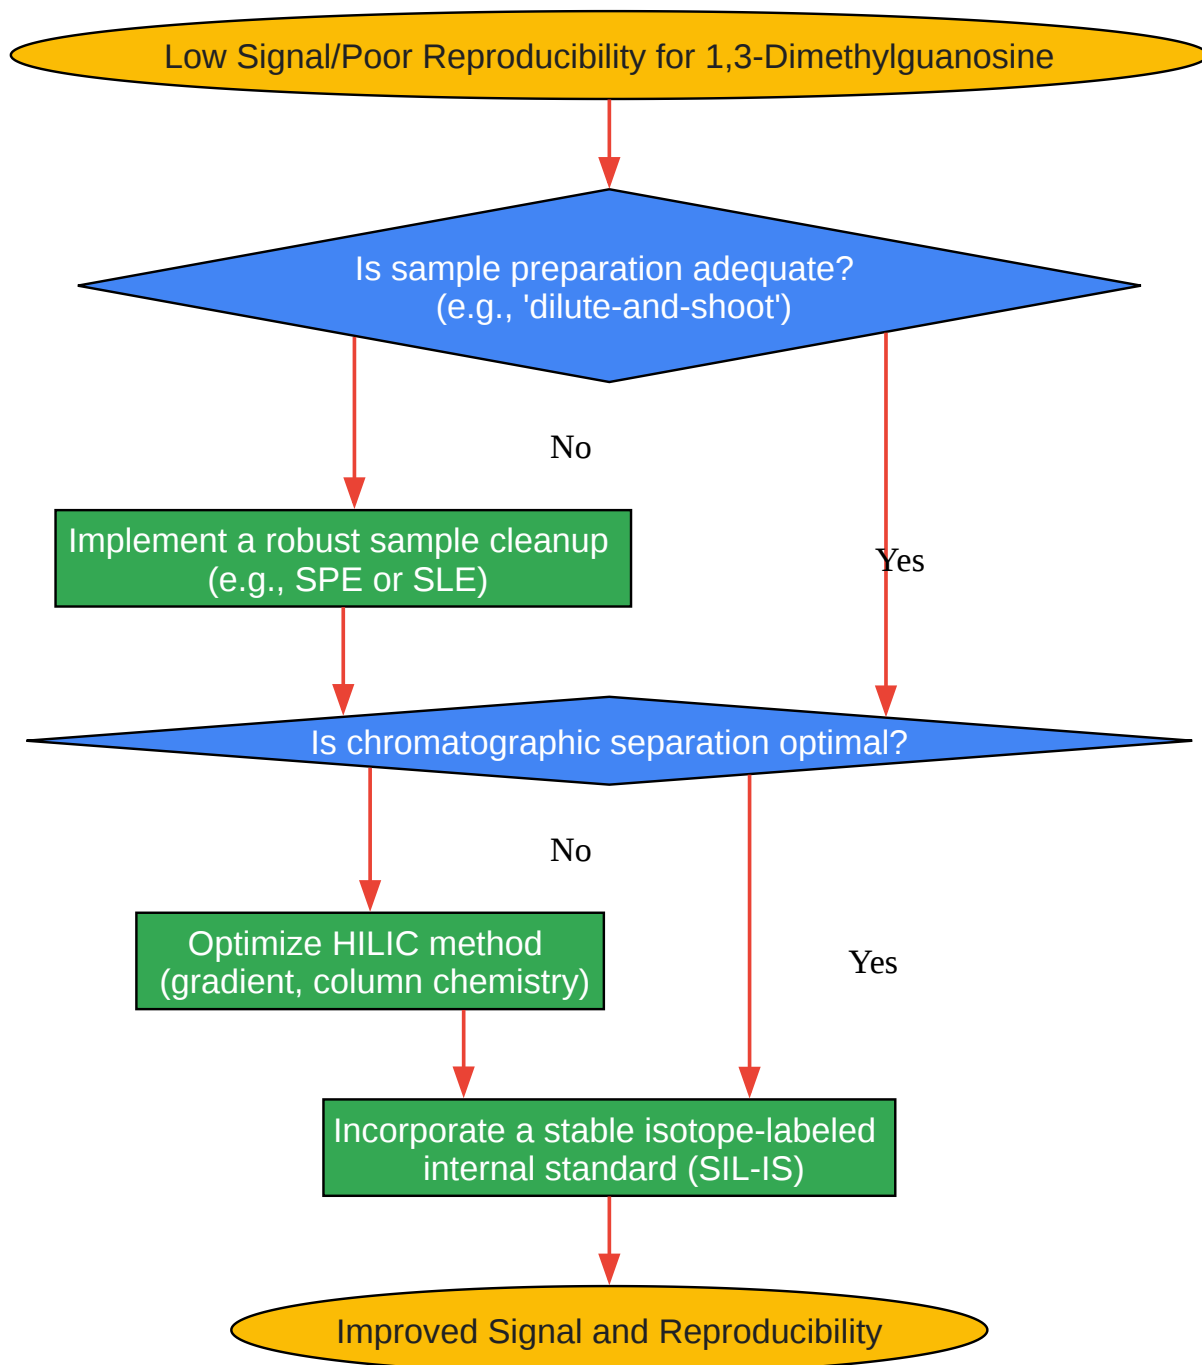 Low Signal/Poor Reproducibility for 1,3-Dimethylguanosine
Is sample preparation adequate?
(e.g., 'dilute-and-shoot')
No
Implement a robust sample cleanup
(e.g., SPE or SLE)
Yes
Is chromatographic separation optimal?
No
Optimize HILIC method
(gradient, column chemistry)
Yes
Incorporate a stable isotope-labeled
internal standard (SIL-IS)
Improved Signal and Reproducibility